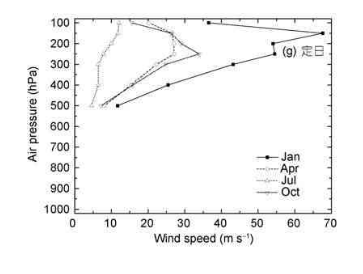 100
200
300
400
500
600
700
800
900
1000
Air pressure (hPa)
(g) 定日
Jan
Apr
Jul
Oct
0 10 20 30 40 50 60 70
Wind speed (m s⁻¹)